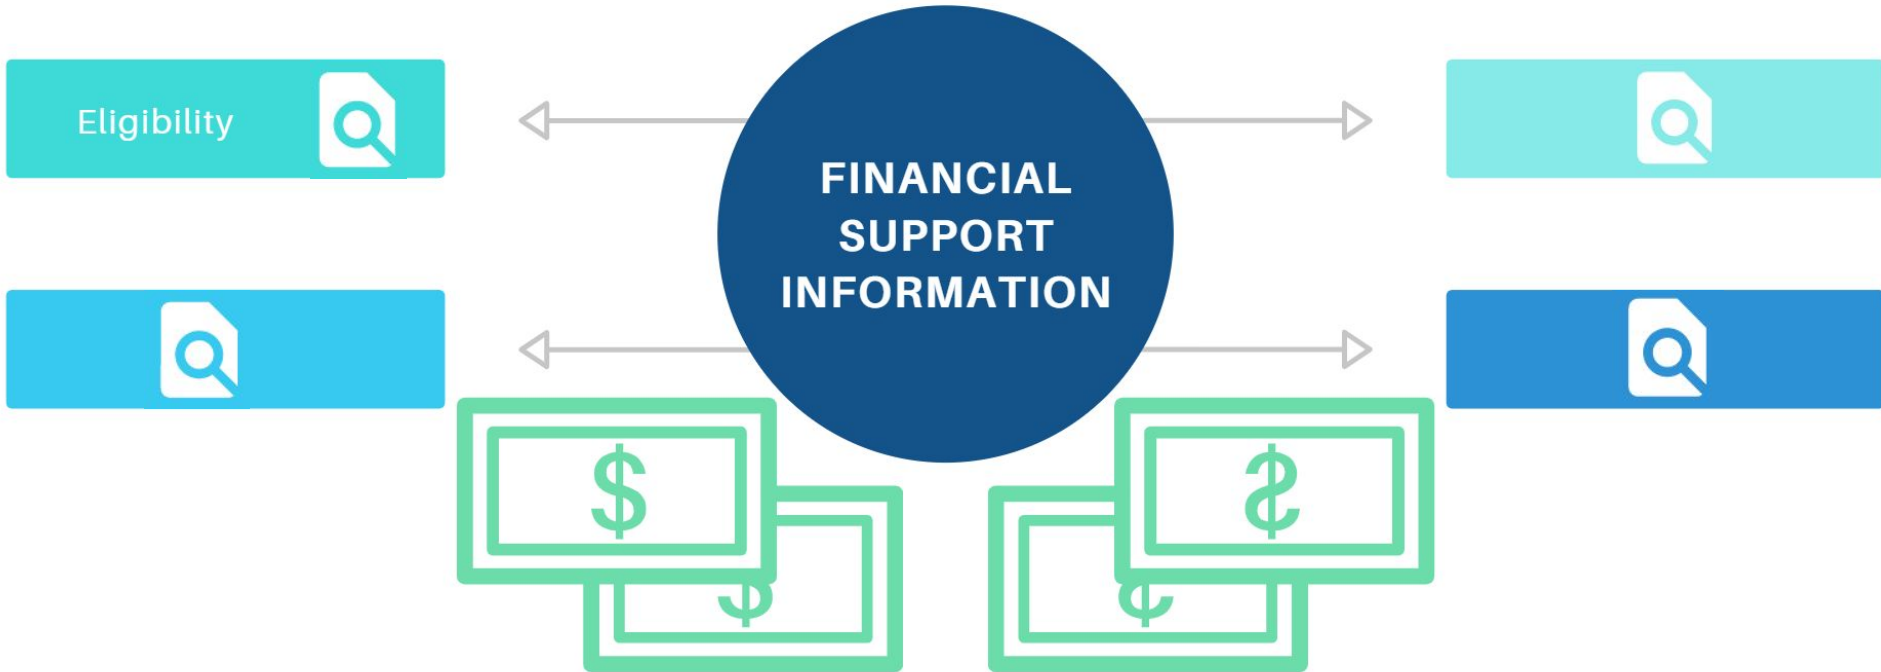 Eligibility
FINANCIAL
SUPPORT
INFORMATION
$
$
$
$